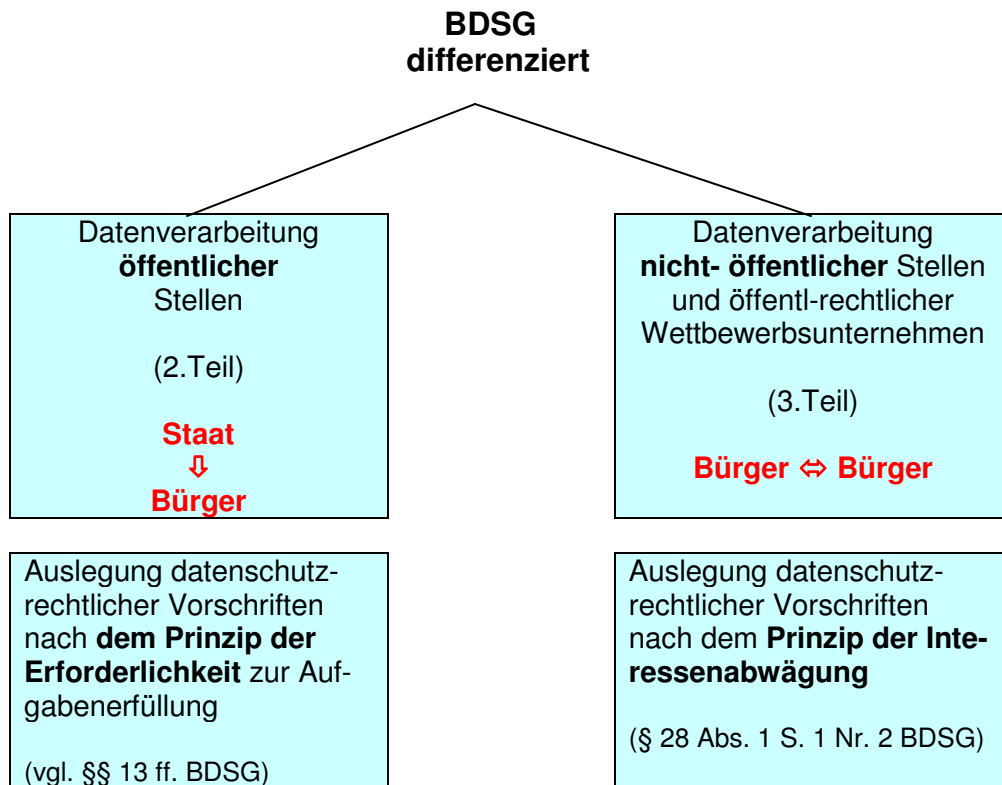 BDSG
differenziert
Datenverarbeitung
öffentlicher
Stellen
(2.Teil)
Staat
⇩
Bürger
Datenverarbeitung
nicht- öffentlicher Stellen
und öffentl-rechtlicher
Wettbewerbsunternehmen
(3.Teil)
Bürger ⬄ Bürger
Auslegung datenschutz-
rechtlicher Vorschriften
nach dem Prinzip der
Erforderlichkeit zur Auf-
gabenerfüllung
(vgl. §§ 13 ff. BDSG)
Auslegung datenschutz-
rechtlicher Vorschriften
nach dem Prinzip der Inte-
ressenabwägung
(§ 28 Abs. 1 S. 1 Nr. 2 BDSG)